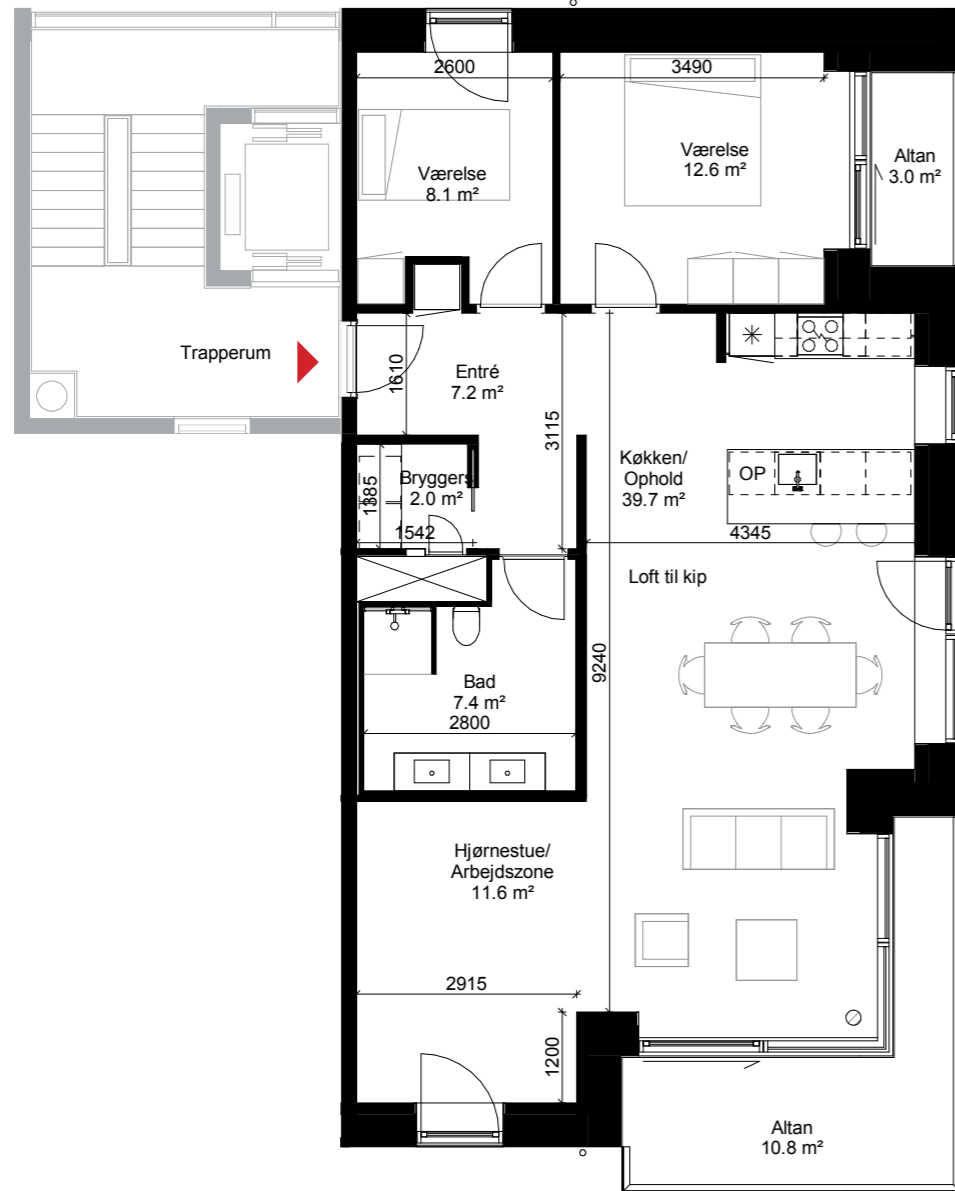 2600
3490
Værelse
8.1 m²
Værelse
12.6 m²
Altan
3.0 m²
Trapperum
1610
Entré
7.2 m²
3115
Køkken/
Ophold
39.7 m²
OP
Bryggers
2.0 m²
1385
1542
4345
Loft til kip
9240
Bad
7.4 m²
2800
Hjørnestue/
Arbejdszone
11.6 m²
2915
1200
Altan
10.8 m²